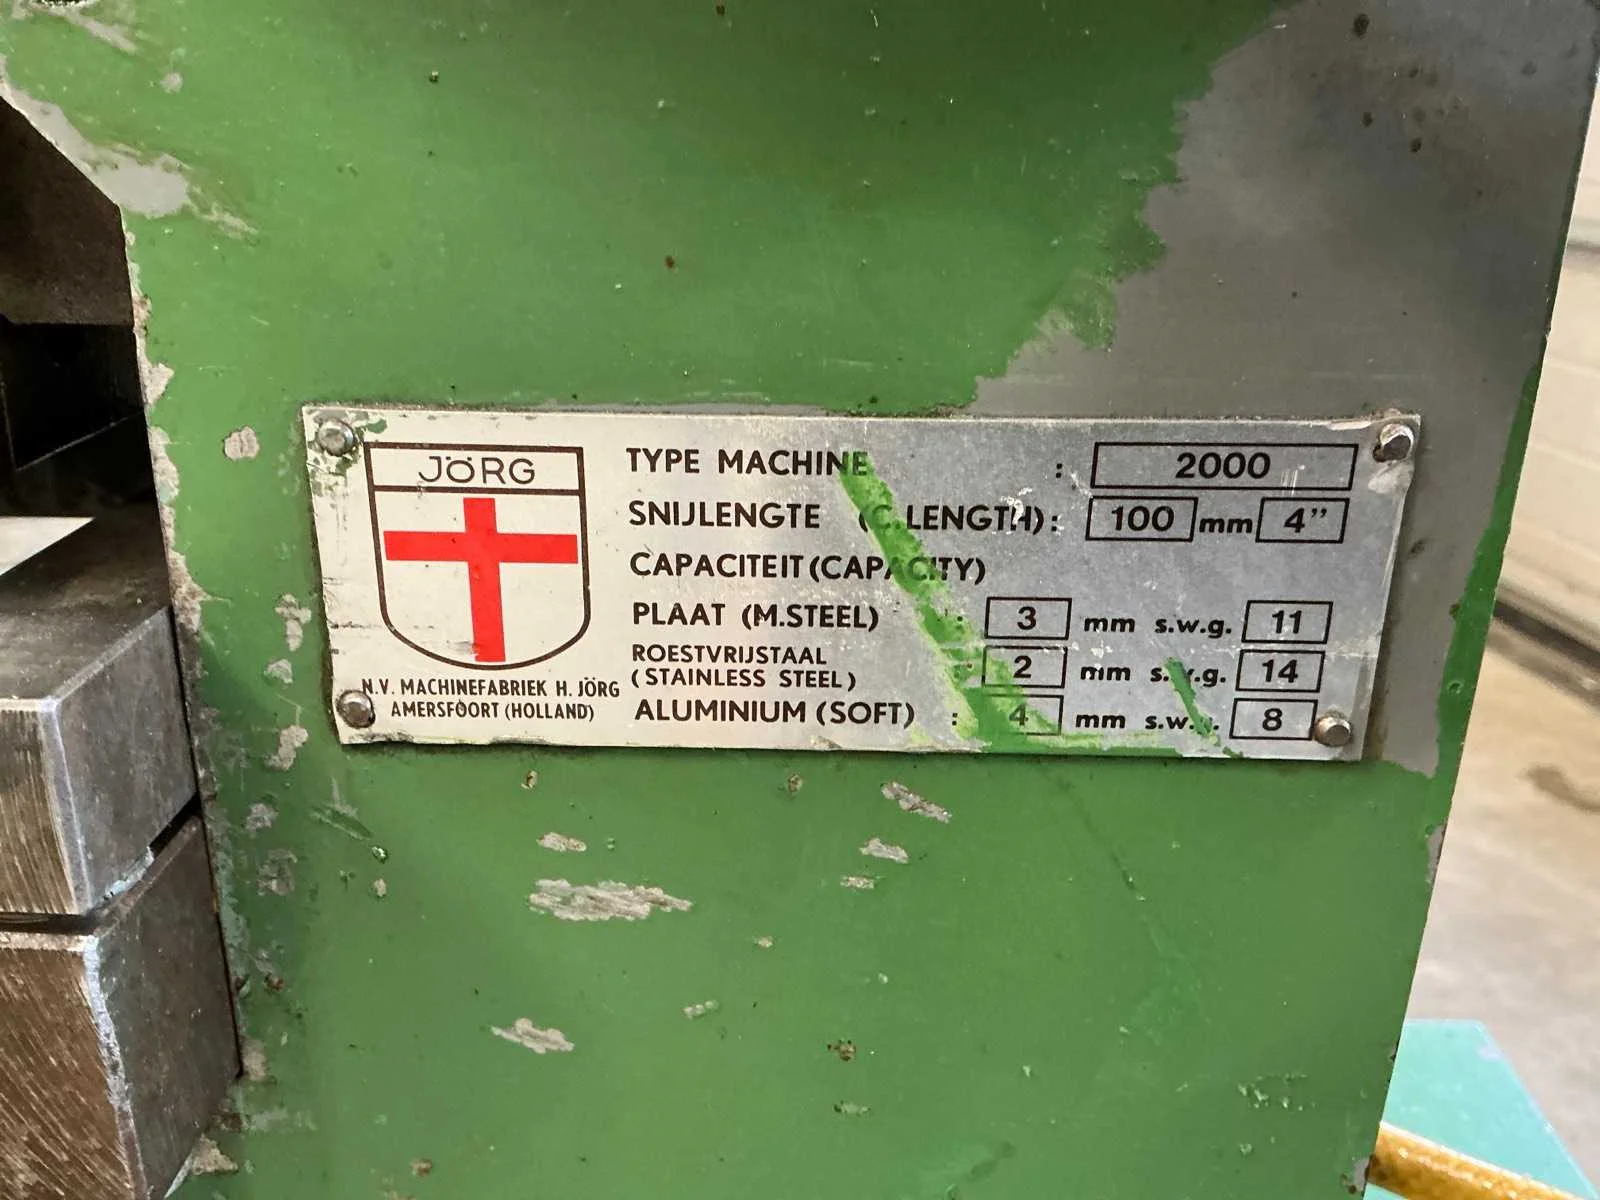 JÖRG
N.V. MACHINEFABRIEK H. JÖRG
AMERSFOORT (HOLLAND)
TYPE MACHINE : 2000
SNIJLENGTE (C. LENGTH): 100 mm 4”
CAPACITEIT (CAPACITY)
PLAAT (M.STEEL) : 3 mm s.w.g. 11
ROESTVRIJSTAAL
(STAINLESS STEEL) : 2 mm s.w.g. 14
ALUMINIUM (SOFT) : 4 mm s.w.g. 8